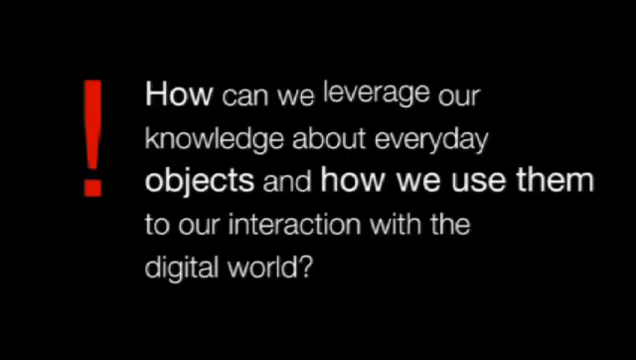 ! How can we leverage our
knowledge about everyday
objects and how we use them
to our interaction with the
digital world?